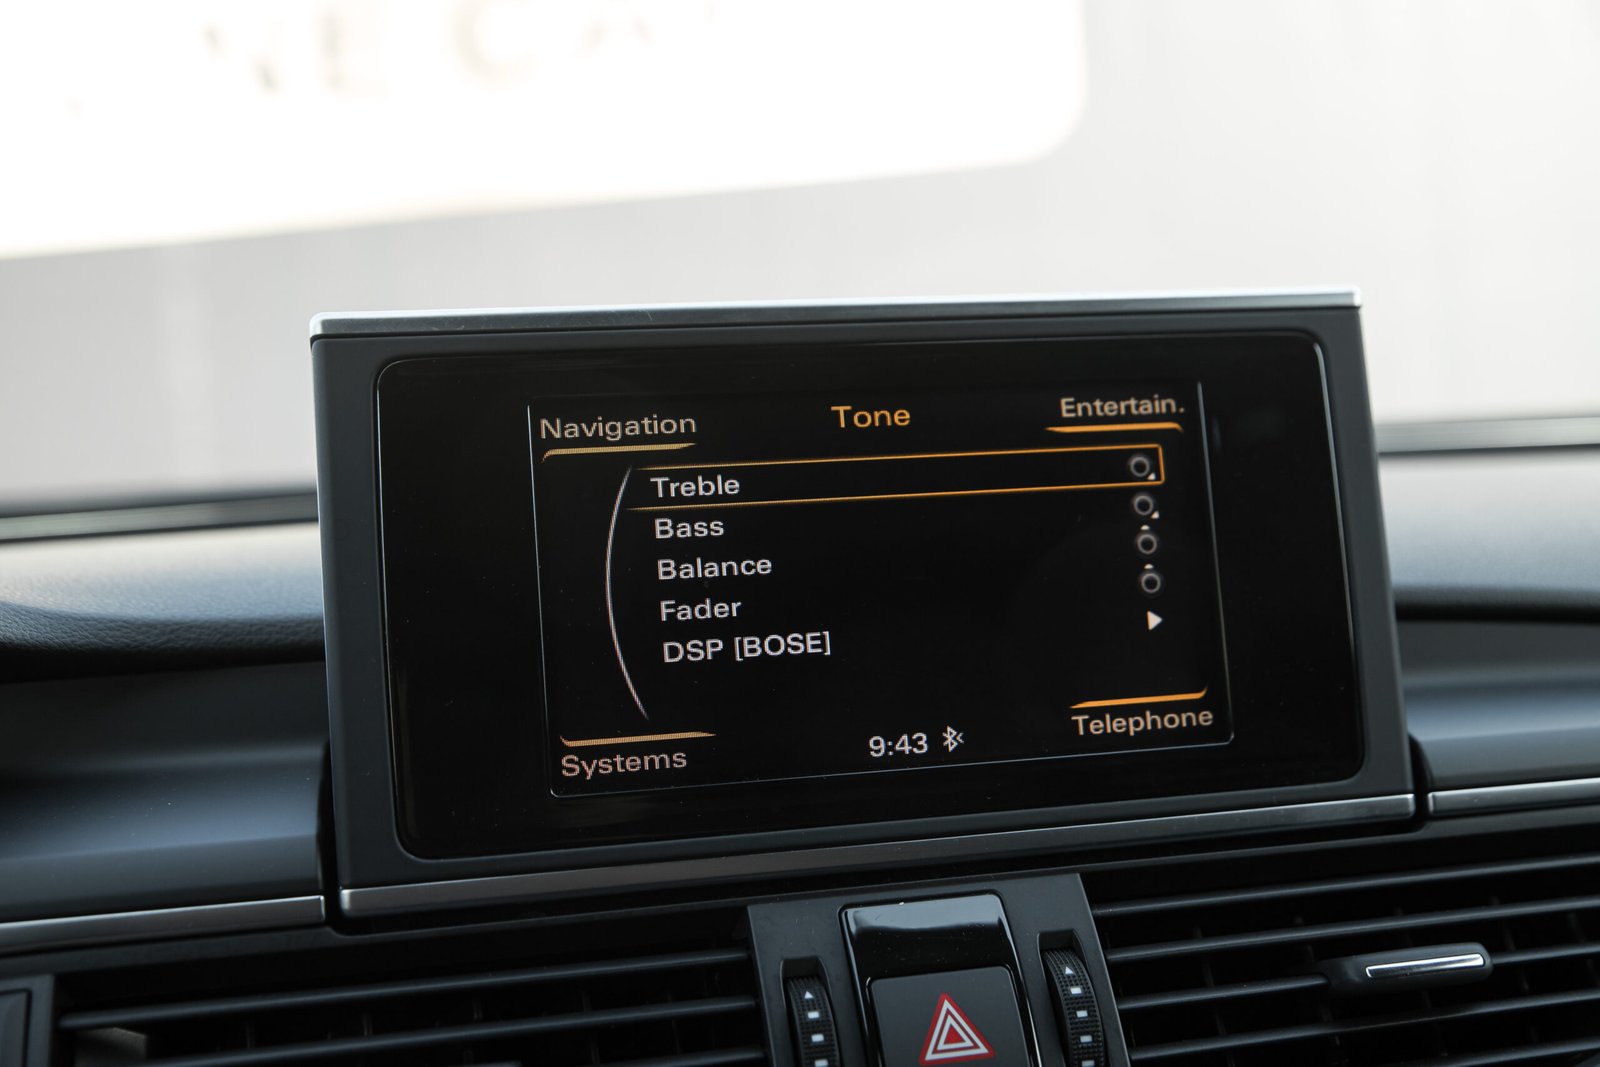 Navigation
Tone
Entertain.
Treble
Bass
Balance
Fader
DSP [BOSE]
9:43
Systems
Telephone